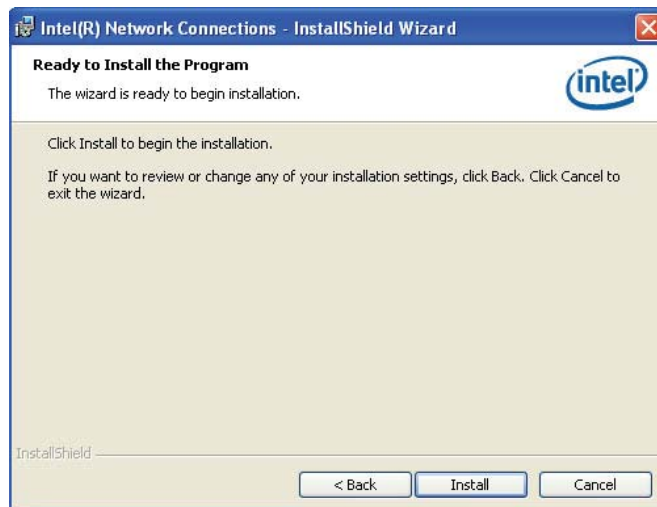 Intel(R) Network Connections - InstallShield Wizard
Ready to Install the Program
The wizard is ready to begin installation.
intel
Click Install to begin the installation.
If you want to review or change any of your installation settings, click Back. Click Cancel to
exit the wizard.
InstallShield
< Back
Install
Cancel